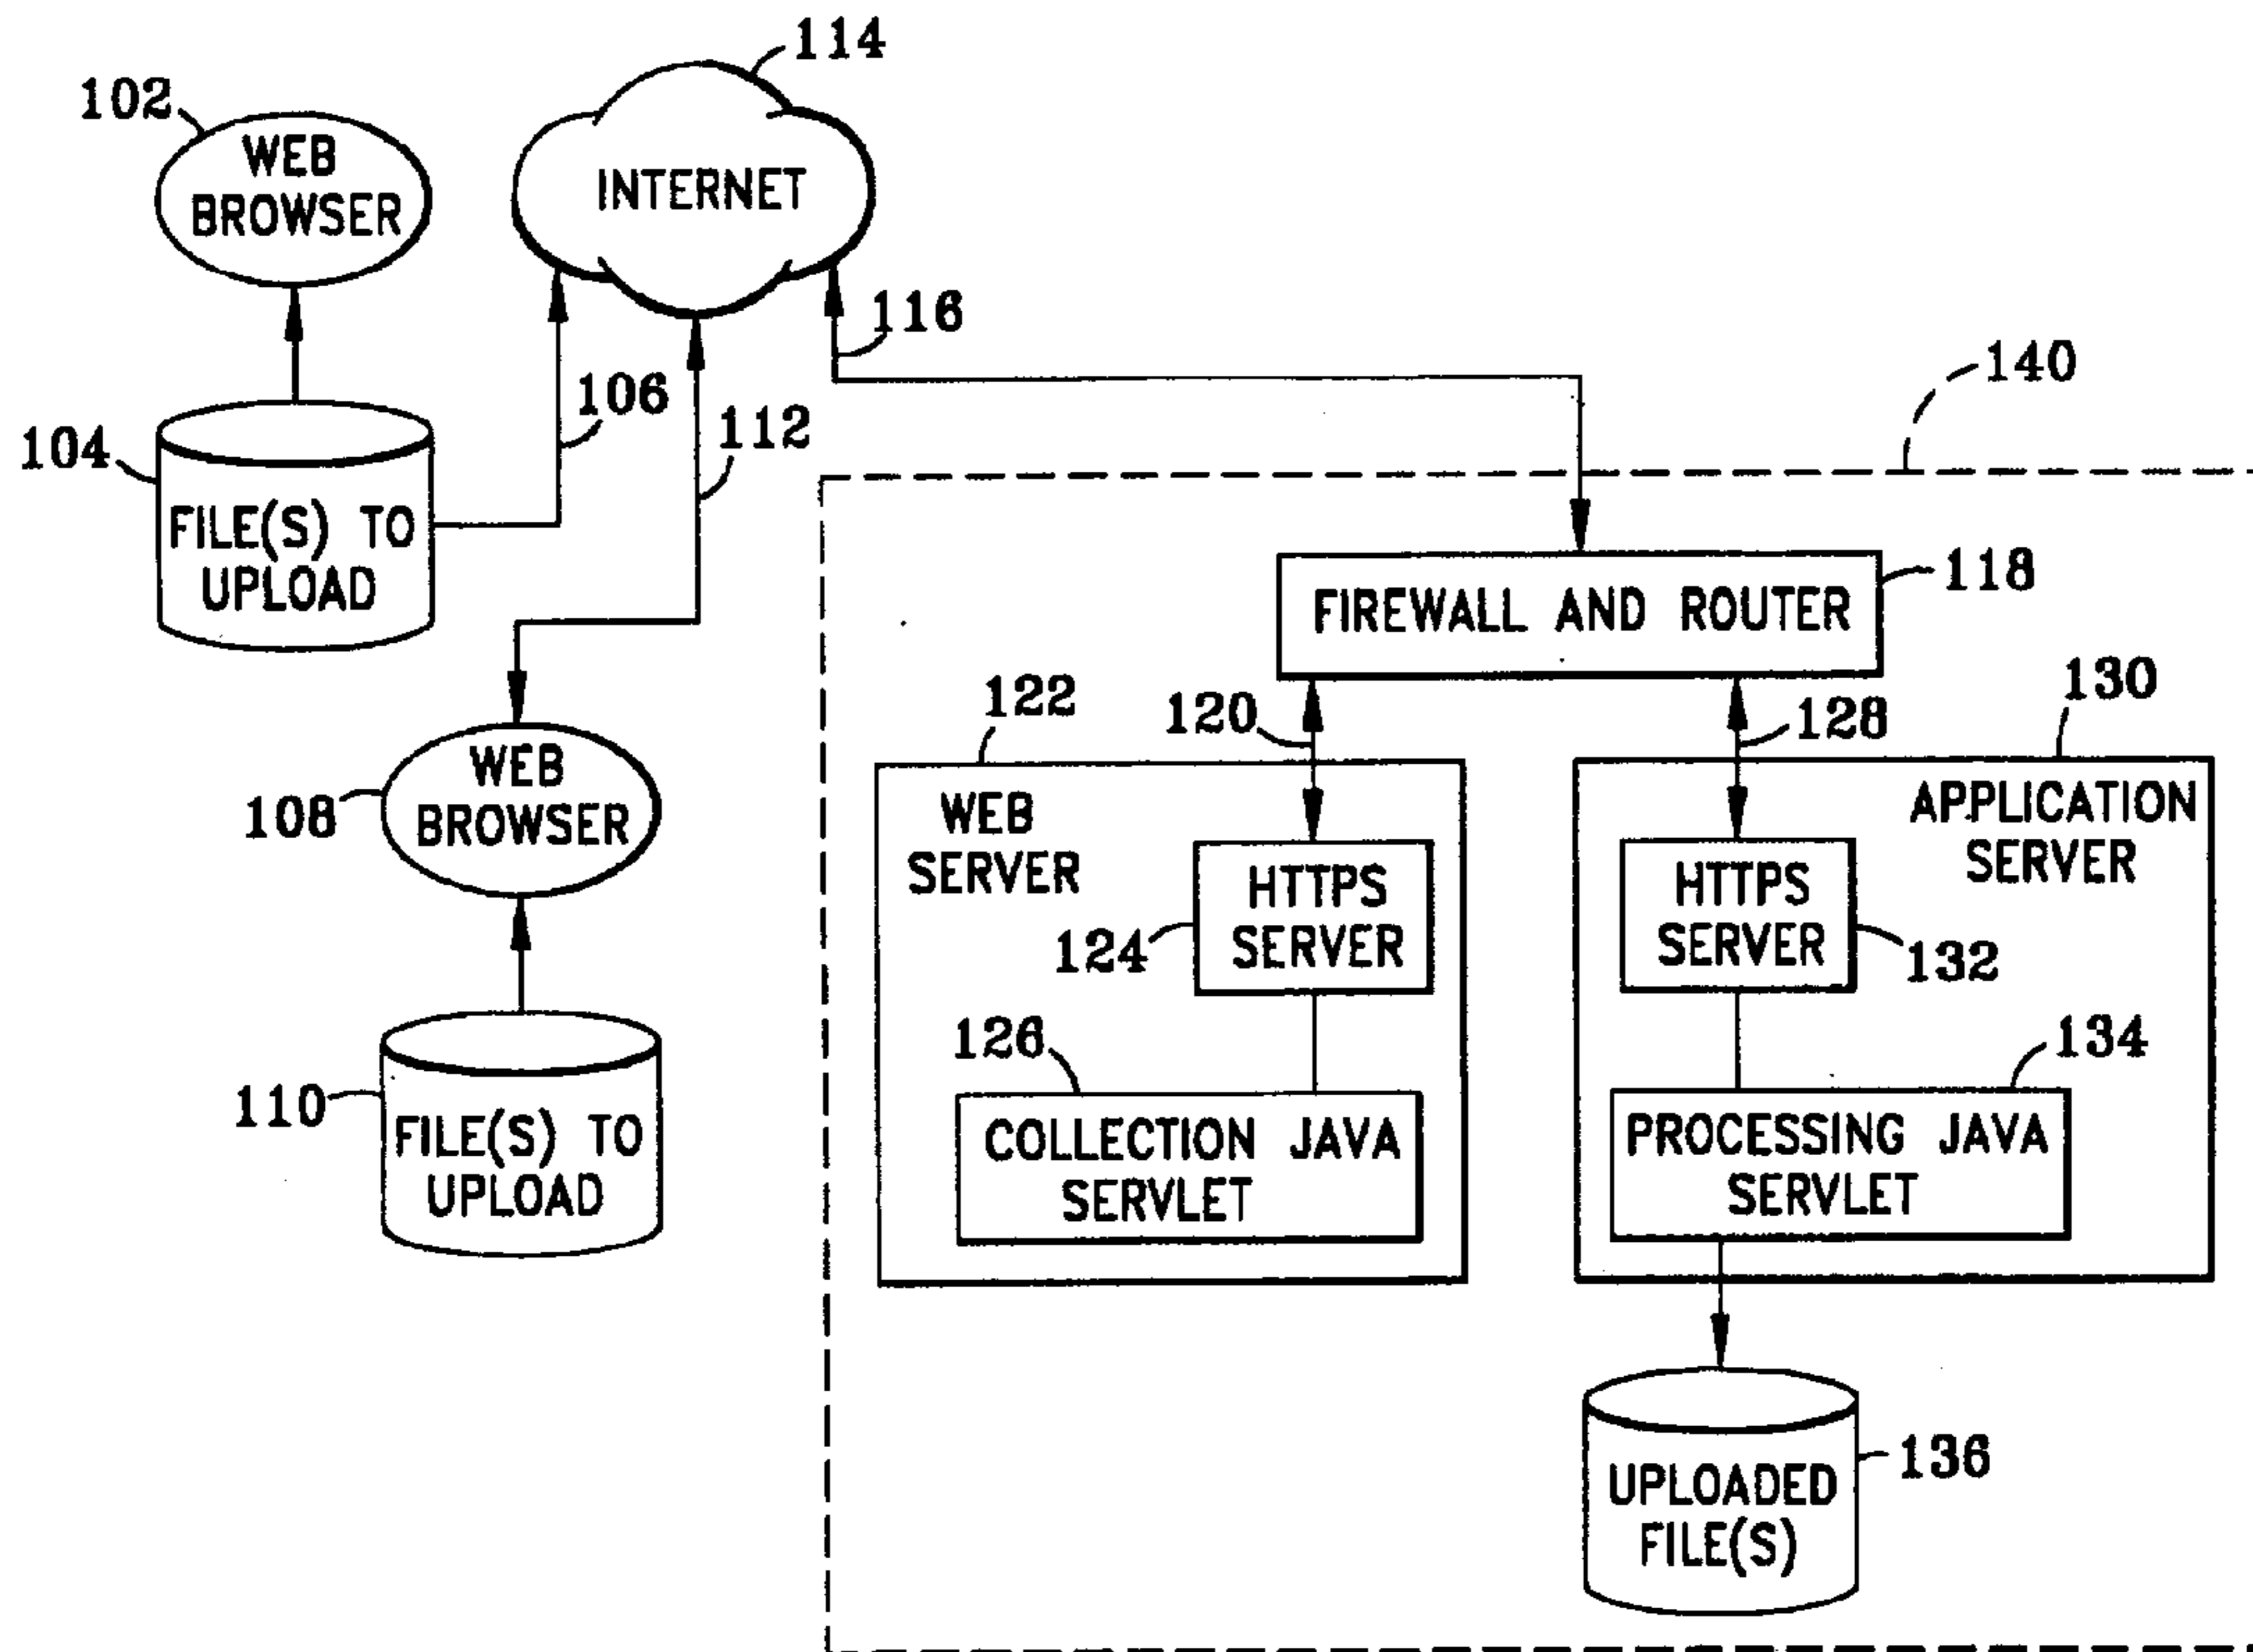 114
102
WEB
BROWSER
INTERNET
116
106
112
140
104
FILE(S) TO
UPLOAD
118
FIREWALL AND ROUTER
122
120
128
130
108
WEB
BROWSER
WEB
SERVER
APPLICATION
SERVER
HTTPS
SERVER
124
HTTPS
SERVER
132
110
FILE(S) TO
UPLOAD
126
COLLECTION JAVA
SERVLET
134
PROCESSING JAVA
SERVLET
136
UPLOADED
FILE(S)